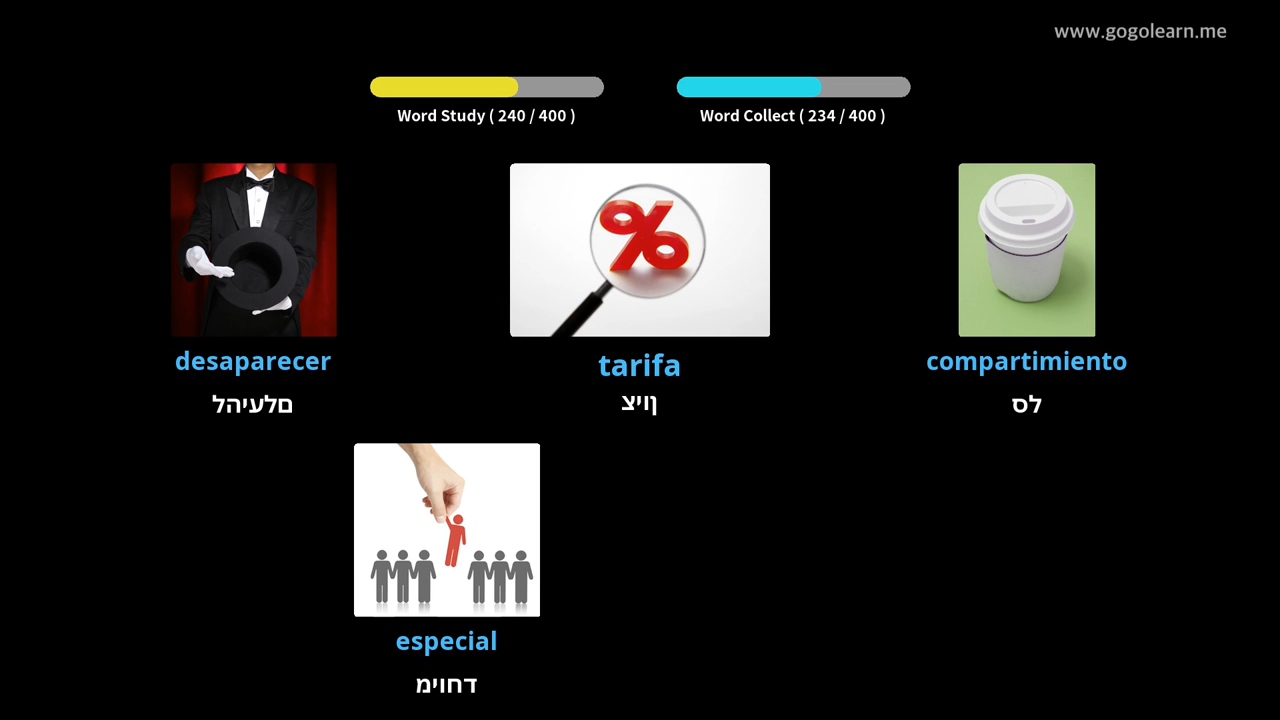 www.gogolearn.me
Word Study ( 240 / 400 )
Word Collect ( 234 / 400 )
desaparecer
םלעיהל
tarifa
ןויצ
compartimiento
לס
especial
דחוימ